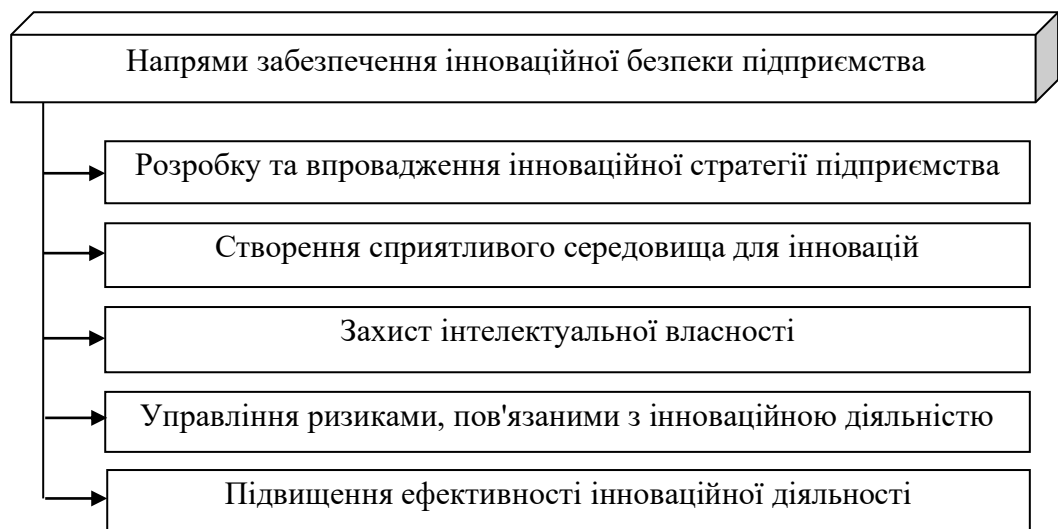 Напрями забезпечення інноваційної безпеки підприємства
Розробку та впровадження інноваційної стратегії підприємства
Створення сприятливого середовища для інновацій
Захист інтелектуальної власності
Управління ризиками, пов'язаними з інноваційною діяльністю
Підвищення ефективності інноваційної діяльності